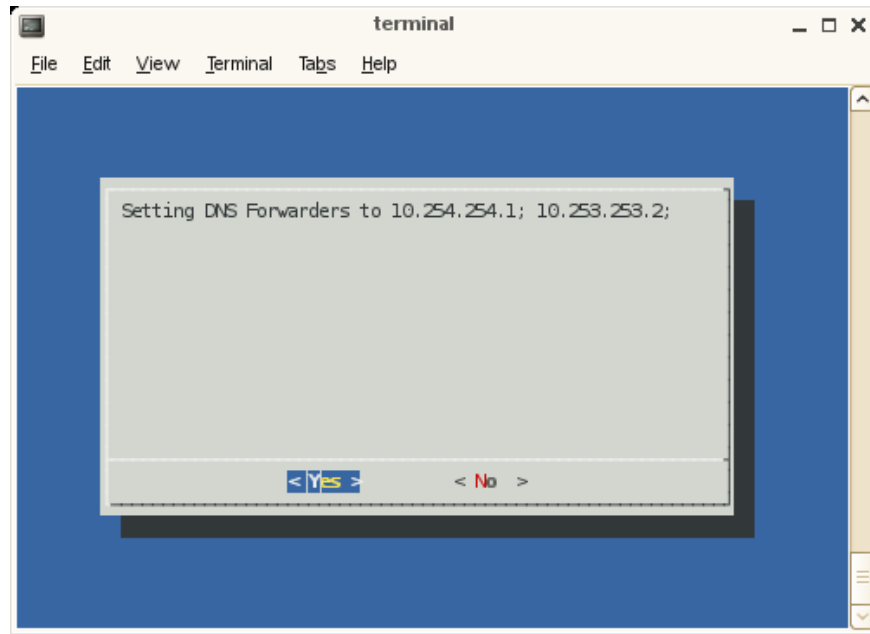 terminal
File Edit View Terminal Tabs Help
Setting DNS Forwarders to 10.254.254.1; 10.253.253.2;
< Yes > < No >